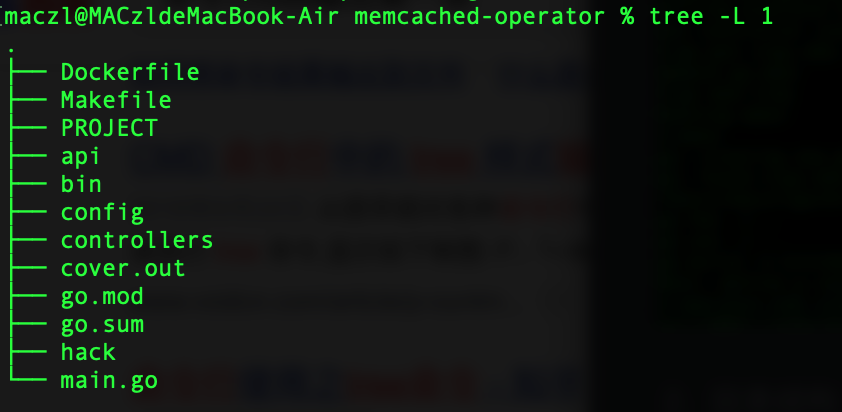 [maczl@MACzldeMacBook-Air memcached-operator % tree -L 1
.
├── Dockerfile
├── Makefile
├── PROJECT
├── api
├── bin
├── config
├── controllers
├── cover.out
├── go.mod
├── go.sum
├── hack
└── main.go